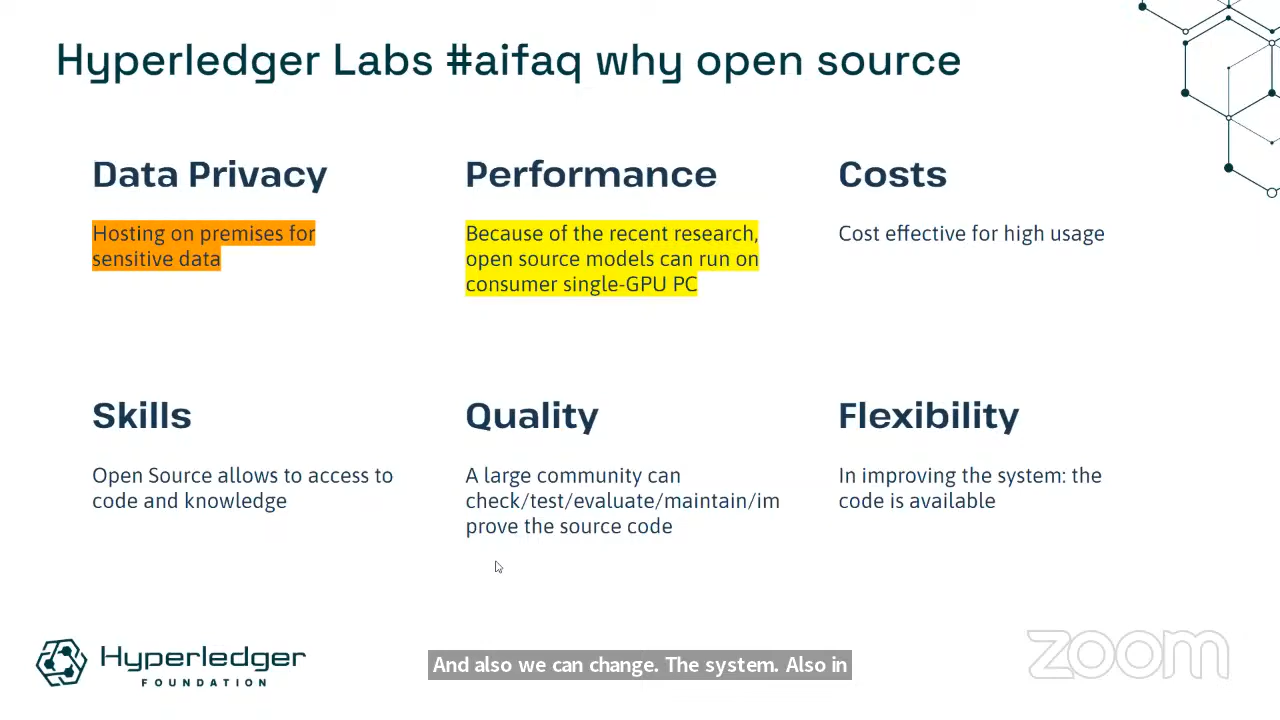 Hyperledger Labs #aifaq why open source
Data Privacy
Hosting on premises for
sensitive data
Performance
Because of the recent research,
open source models can run on
consumer single-GPU PC
Costs
Cost effective for high usage
Skills
Open Source allows to access to
code and knowledge
Quality
A large community can
check/test/evaluate/maintain/im
prove the source code
Flexibility
In improving the system: the
code is available
Hyperledger
FOUNDATION
And also we can change. The system. Also in
zoom